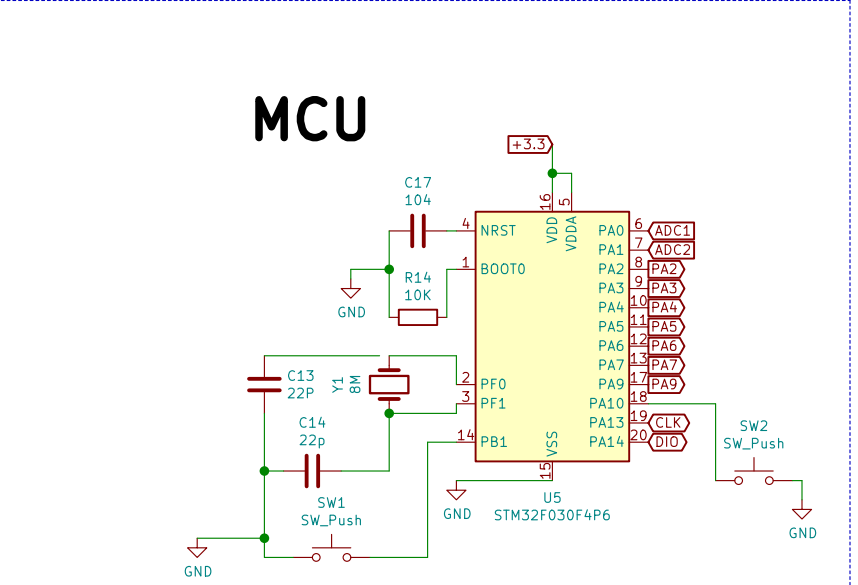 MCU
+3.3
C17
104
16
VDD
5
VDDA
4
NRST
1
BOOT0
R14
10K
GND
PA0
6
ADC1
PA1
7
ADC2
PA2
8
PA2
PA3
9
PA3
PA4
10
PA4
PA5
11
PA5
PA6
12
PA6
PA7
13
PA7
PA9
17
PA9
PA10
18
PA13
19
CLK
PA14
20
DIO
2
PF0
3
PF1
14
PB1
VSS
15
C13
22P
Y1
8M
C14
22p
SW2
SW_Push
GND
SW1
SW_Push
GND
GND
U5
STM32F030F4P6